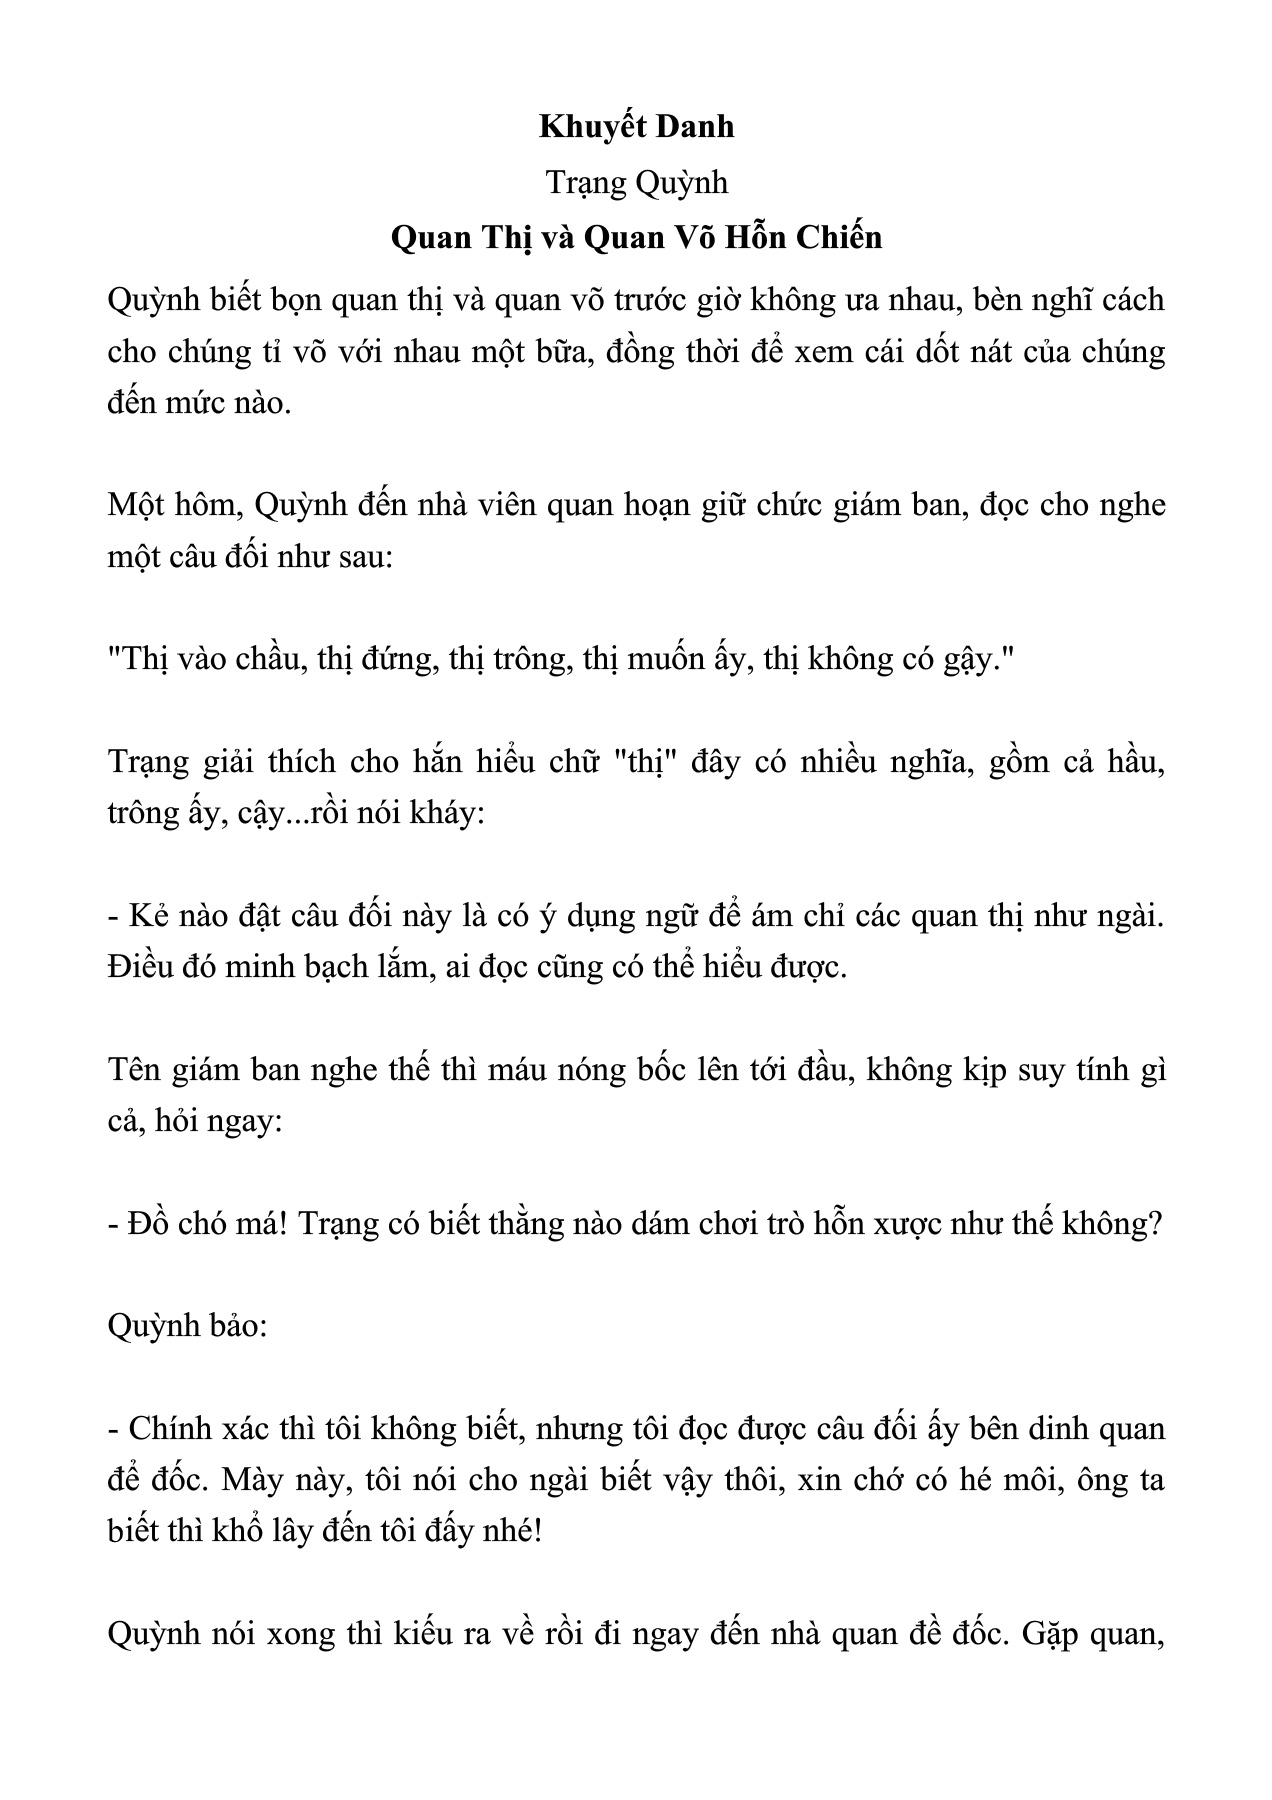 Khuyết Danh
Trạng Quỳnh
Quan Thị và Quan Võ Hỗn Chiến
Quỳnh biết bọn quan thị và quan võ trước giờ không ưa nhau, bèn nghĩ cách
cho chúng tỉ võ với nhau một bữa, đồng thời để xem cái dốt nát của chúng
đến mức nào.
Một hôm, Quỳnh đến nhà viên quan hoạn giữ chức giám ban, đọc cho nghe
một câu đối như sau:
"Thị vào chầu, thị đứng, thị trông, thị muốn ấy, thị không có gậy."
Trạng giải thích cho hắn hiểu chữ "thị" đây có nhiều nghĩa, gồm cả hầu,
trông ấy, cậy...rồi nói kháy:
- Kẻ nào đặt câu đối này là có ý dụng ngữ để ám chỉ các quan thị như ngài.
Điều đó minh bạch lắm, ai đọc cũng có thể hiểu được.
Tên giám ban nghe thế thì máu nóng bốc lên tới đầu, không kịp suy tính gì
cả, hỏi ngay:
- Đồ chó má! Trạng có biết thằng nào dám chơi trò hỗn xược như thế không?
Quỳnh bảo:
- Chính xác thì tôi không biết, nhưng tôi đọc được câu đối ấy bên dinh quan
để đốc. Mày này, tôi nói cho ngài biết vậy thôi, xin chớ có hé môi, ông ta
biết thì khổ lây đến tôi đấy nhé!
Quỳnh nói xong thì kiếu ra về rồi đi ngay đến nhà quan đề đốc. Gặp quan,